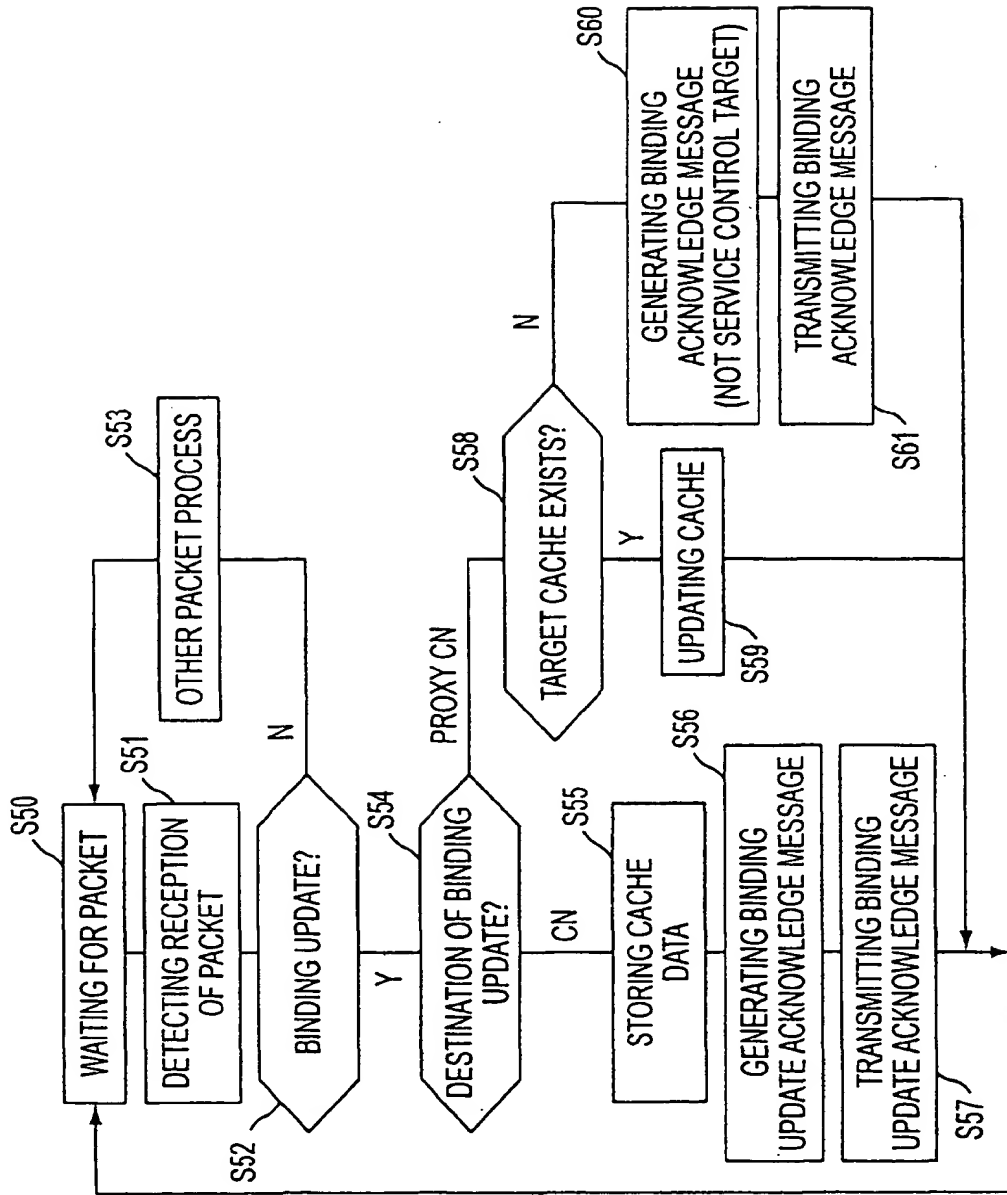 S50
WAITING FOR PACKET
S51
DETECTING RECEPTION
OF PACKET
S52
BINDING UPDATE?
N
S53
OTHER PACKET PROCESS
Y
S54
DESTINATION OF BINDING
UPDATE?
PROXY CN
CN
S55
STORING CACHE
DATA
S56
GENERATING BINDING
UPDATE ACKNOWLEDGE MESSAGE
TRANSMITTING BINDING
UPDATE ACKNOWLEDGE MESSAGE
S57
S58
TARGET CACHE EXISTS?
Y
N
UPDATING CACHE
S59
S60
GENERATING BINDING
ACKNOWLEDGE MESSAGE
(NOT SERVICE CONTROL TARGET)
TRANSMITTING BINDING
ACKNOWLEDGE MESSAGE
S61